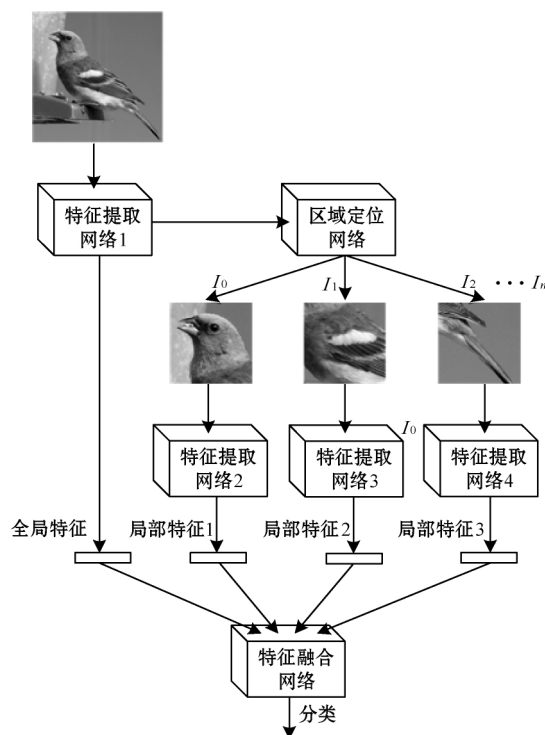 特征提取
网络1
区域定位
网络
I0
I1
I2 ··· In
特征提取
网络2
I0
特征提取
网络3
特征提取
网络4
全局特征
局部特征1
局部特征2
局部特征3
特征融合
网络
分类